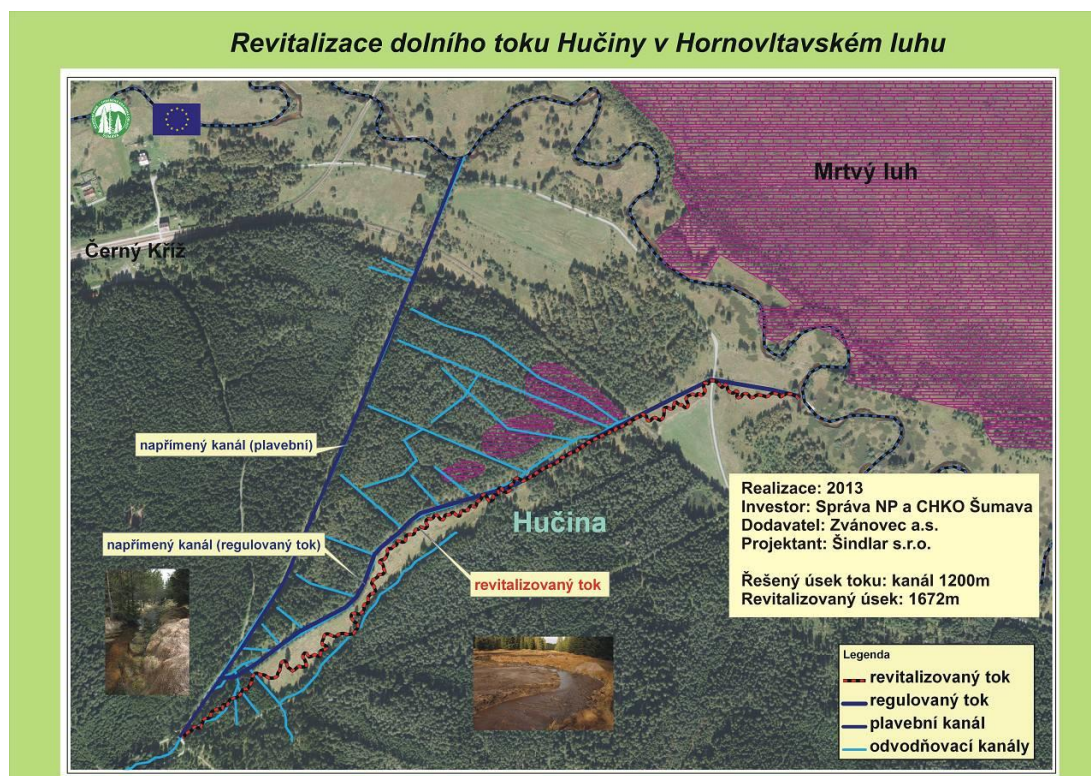 Revitalizace dolního toku Hučiny v Hornovltavském luhu
Mrtvý luh
Černý Kříž
napřímený kanál (plavební)
Hučina
napřímený kanál (regulovaný tok)
revitalizovaný tok
Realizace: 2013
Investor: Správa NP a CHKO Šumava
Dodavatel: Zvánovec a.s.
Projektant: Šindlar s.r.o.
Řešený úsek toku: kanál 1200m
Revitalizovaný úsek: 1672m
Legenda
revitalizovaný tok
regulovaný tok
plavební kanál
odvodňovací kanály